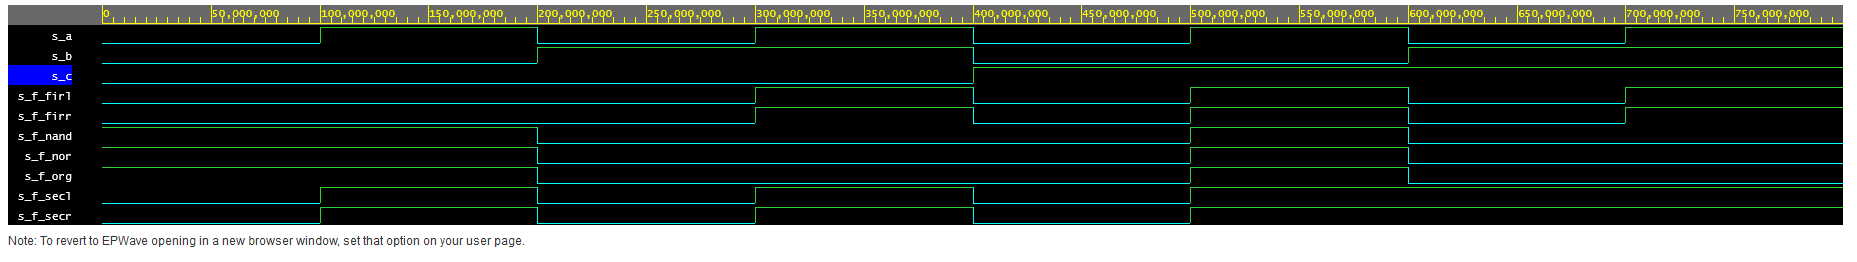 0 50,000,000 100,000,000 150,000,000 200,000,000 250,000,000 300,000,000 350,000,000 400,000,000 450,000,000 500,000,000 550,000,000 600,000,000 650,000,000 700,000,000 750,000,000
s_a
s_b
s_c
s_f_firl
s_f_firr
s_f_nand
s_f_nor
s_f_org
s_f_secl
s_f_secr
Note: To revert to EPWave opening in a new browser window, set that option on your user page.